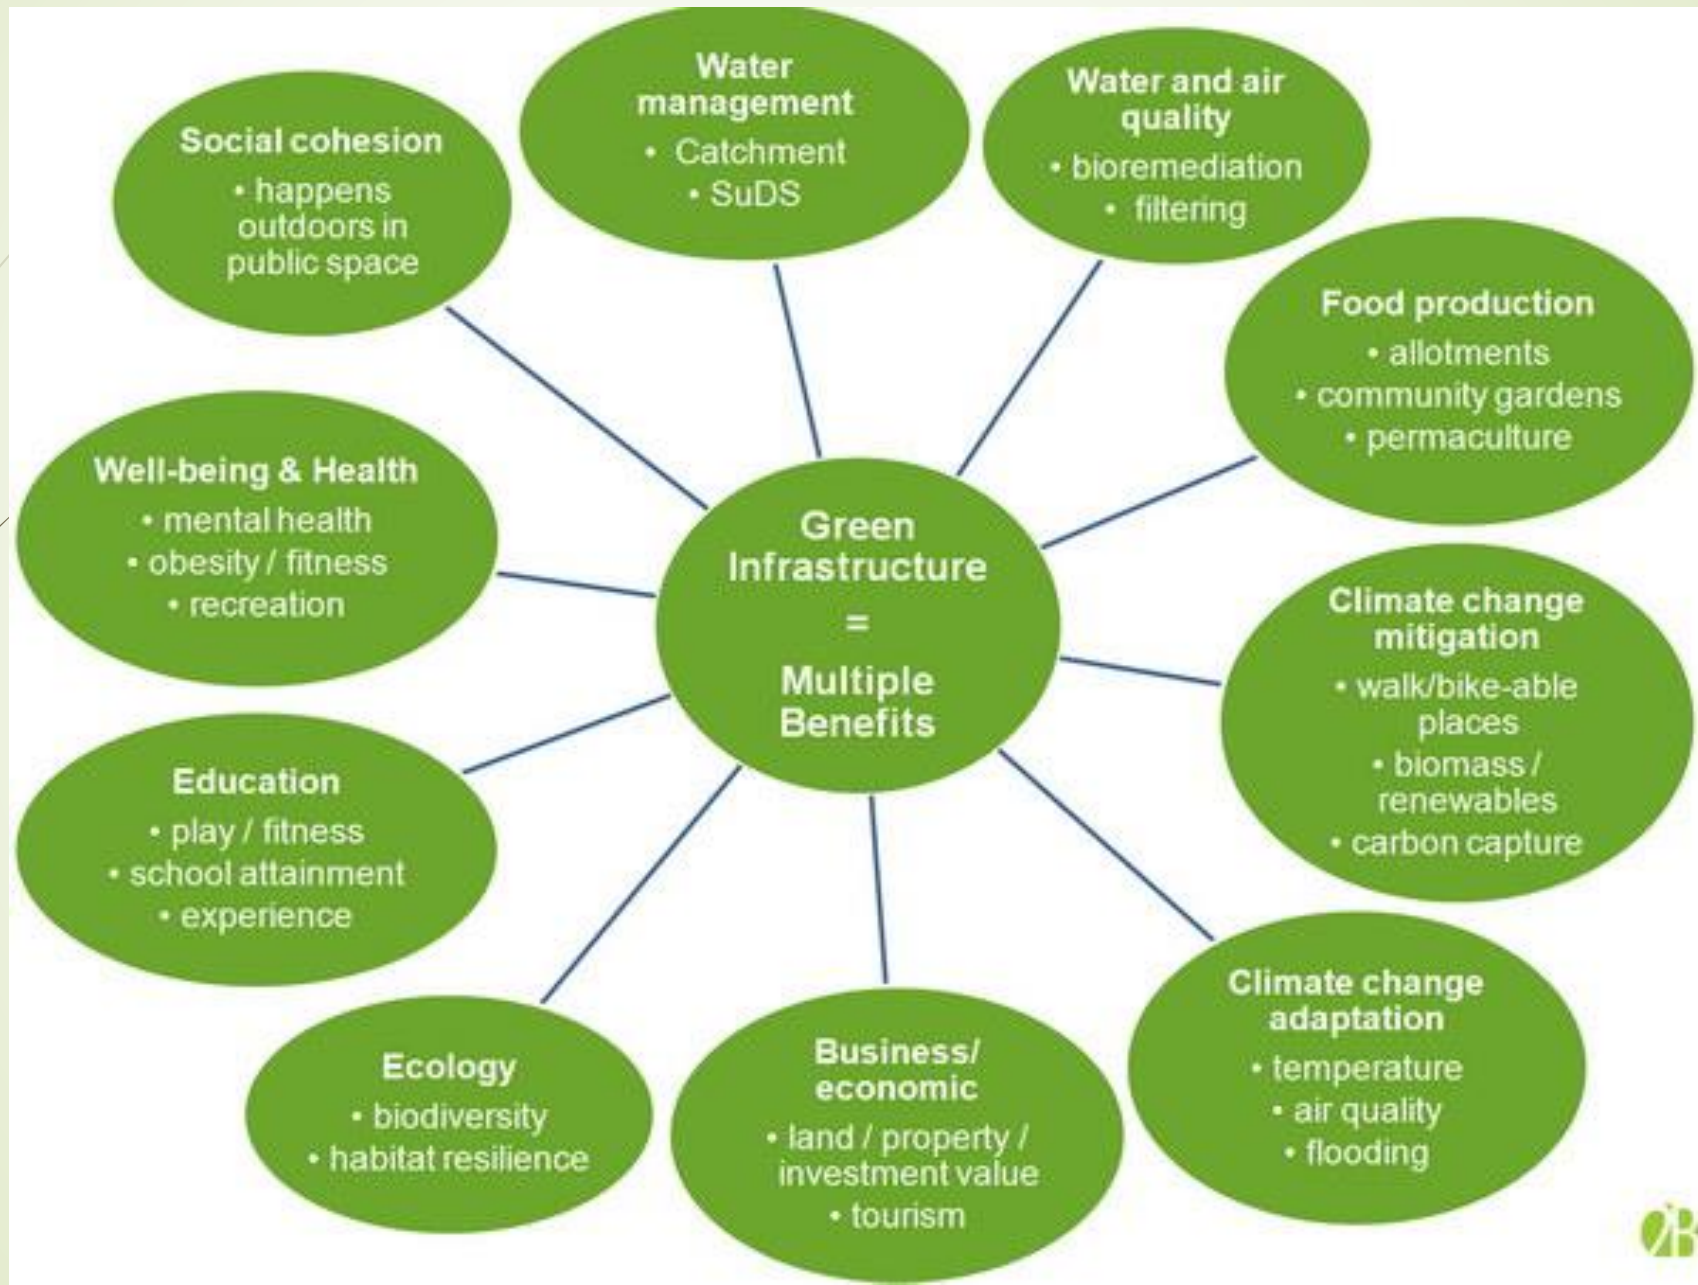 Water
management
• Catchment
• SuDS
Water and air
quality
• bioremediation
• filtering
Food production
• allotments
• community gardens
• permaculture
Climate change
mitigation
• walk/bike-able
places
• biomass /
renewables
• carbon capture
Climate change
adaptation
• temperature
• air quality
• flooding
Business/
economic
• land / property /
investment value
• tourism
Ecology
• biodiversity
• habitat resilience
Education
• play / fitness
• school attainment
• experience
Well-being & Health
• mental health
• obesity / fitness
• recreation
Social cohesion
• happens
outdoors in
public space
Green
Infrastructure
=
Multiple
Benefits